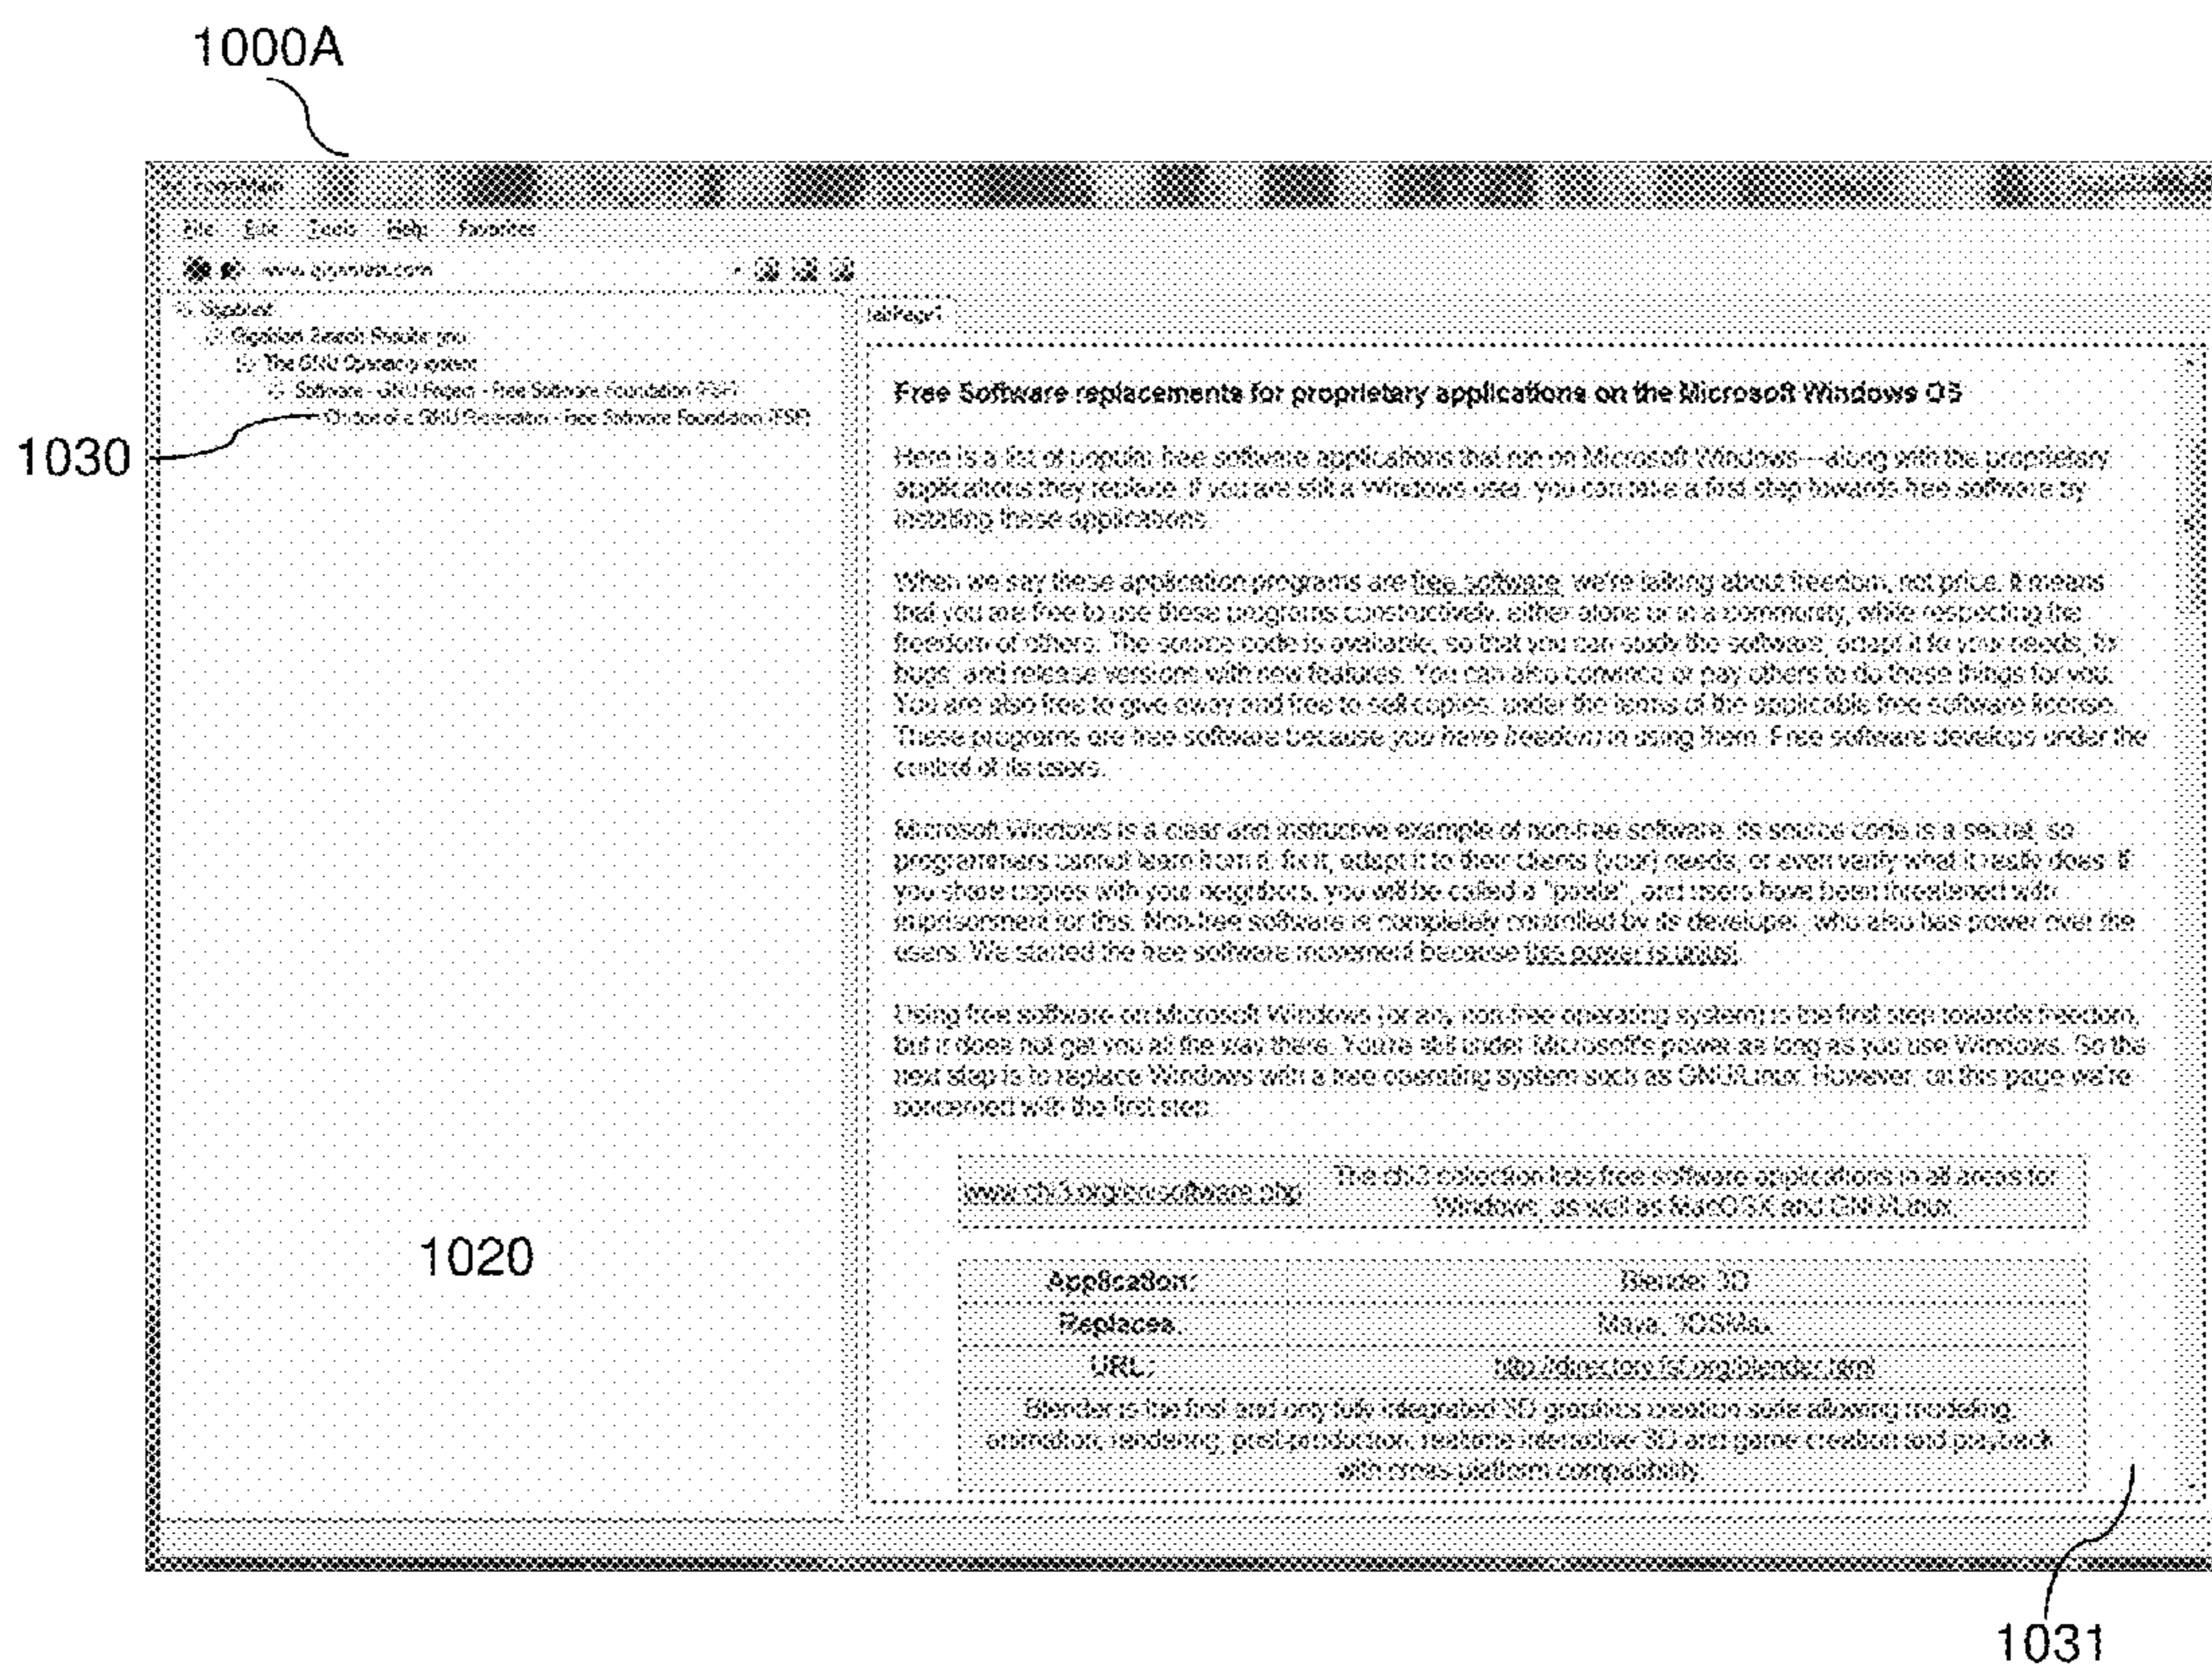 1000A
File Edit Tools Help Favorites
www.gigablast.com
Gigablast
Gigablast Search Results gnu
The GNU Operating system
Software - GNU Project - Free Software Foundation (FSF)
of a GNU - Free Software Foundation (FSF)
1030
tabPage1
Free Software replacements for proprietary applications on the Microsoft Windows OS
Here is a list of popular free software applications that run on Microsoft Windows—along with the proprietary
applications they replace. If you are still a Windows user, you can take a first step towards free software by
installing these applications.
When we say these application programs are free software, we're talking about freedom, not price. It means
that you are free to use these programs constructively, either alone or in a community, while respecting the
freedom of others. The source code is available, so that you can study the software, adapt it to your needs, fix
bugs, and release versions with new features. You can also convince or pay others to do these things for you.
You are also free to give away and free to sell copies, under the terms of the applicable free software license.
These programs are free software because you have freedom in using them. Free software develops under the
control of its users.
Microsoft Windows is a clear and instructive example of non-free software. Its source code is a secret, so
programmers cannot learn from it, fix it, adapt it to their clients (your) needs, or even verify what it really does. If
you share copies with your neighbors, you will be called a "pirate", and users have been threatened with
imprisonment for this. Non-free software is completely controlled by its developer, who also has power over the
users. We started the free software movement because this power is unjust.
Using free software on Microsoft Windows (or any non-free operating system) is the first step towards freedom,
but it does not get you all the way there. You're still under Microsoft's power as long as you use Windows. So the
next step is to replace Windows with a free operating system such as GNU/Linux. However, on this page we're
concerned with the first step.
The collection lists free software applications in all areas for
Windows, as well as MacOSX and GNU/Linux.
1020
Application: Blender 3D
Replaces: Maya, 3DSMax
URL: http://directory.fsf.org/blender.html
Blender is the first and only fully integrated 3D graphics creation suite allowing modeling,
animation, rendering, post-production, realtime interactive 3D and game creation and playback
with cross-platform compatibility.
1031